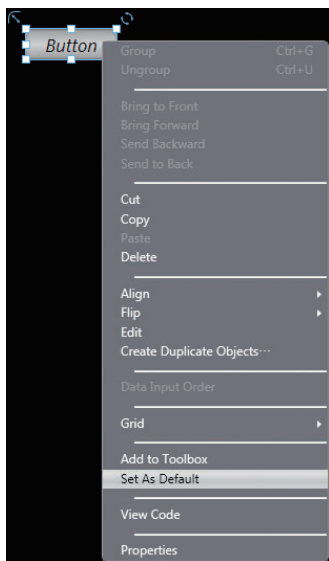 Button
Group Ctrl+G
Ungroup Ctrl+U
Bring to Front
Bring Forward
Send Backward
Send to Back
Cut
Copy
Paste
Delete
Align
Flip
Edit
Create Duplicate Objects···
Data Input Order
Grid
Add to Toolbox
Set As Default
View Code
Properties